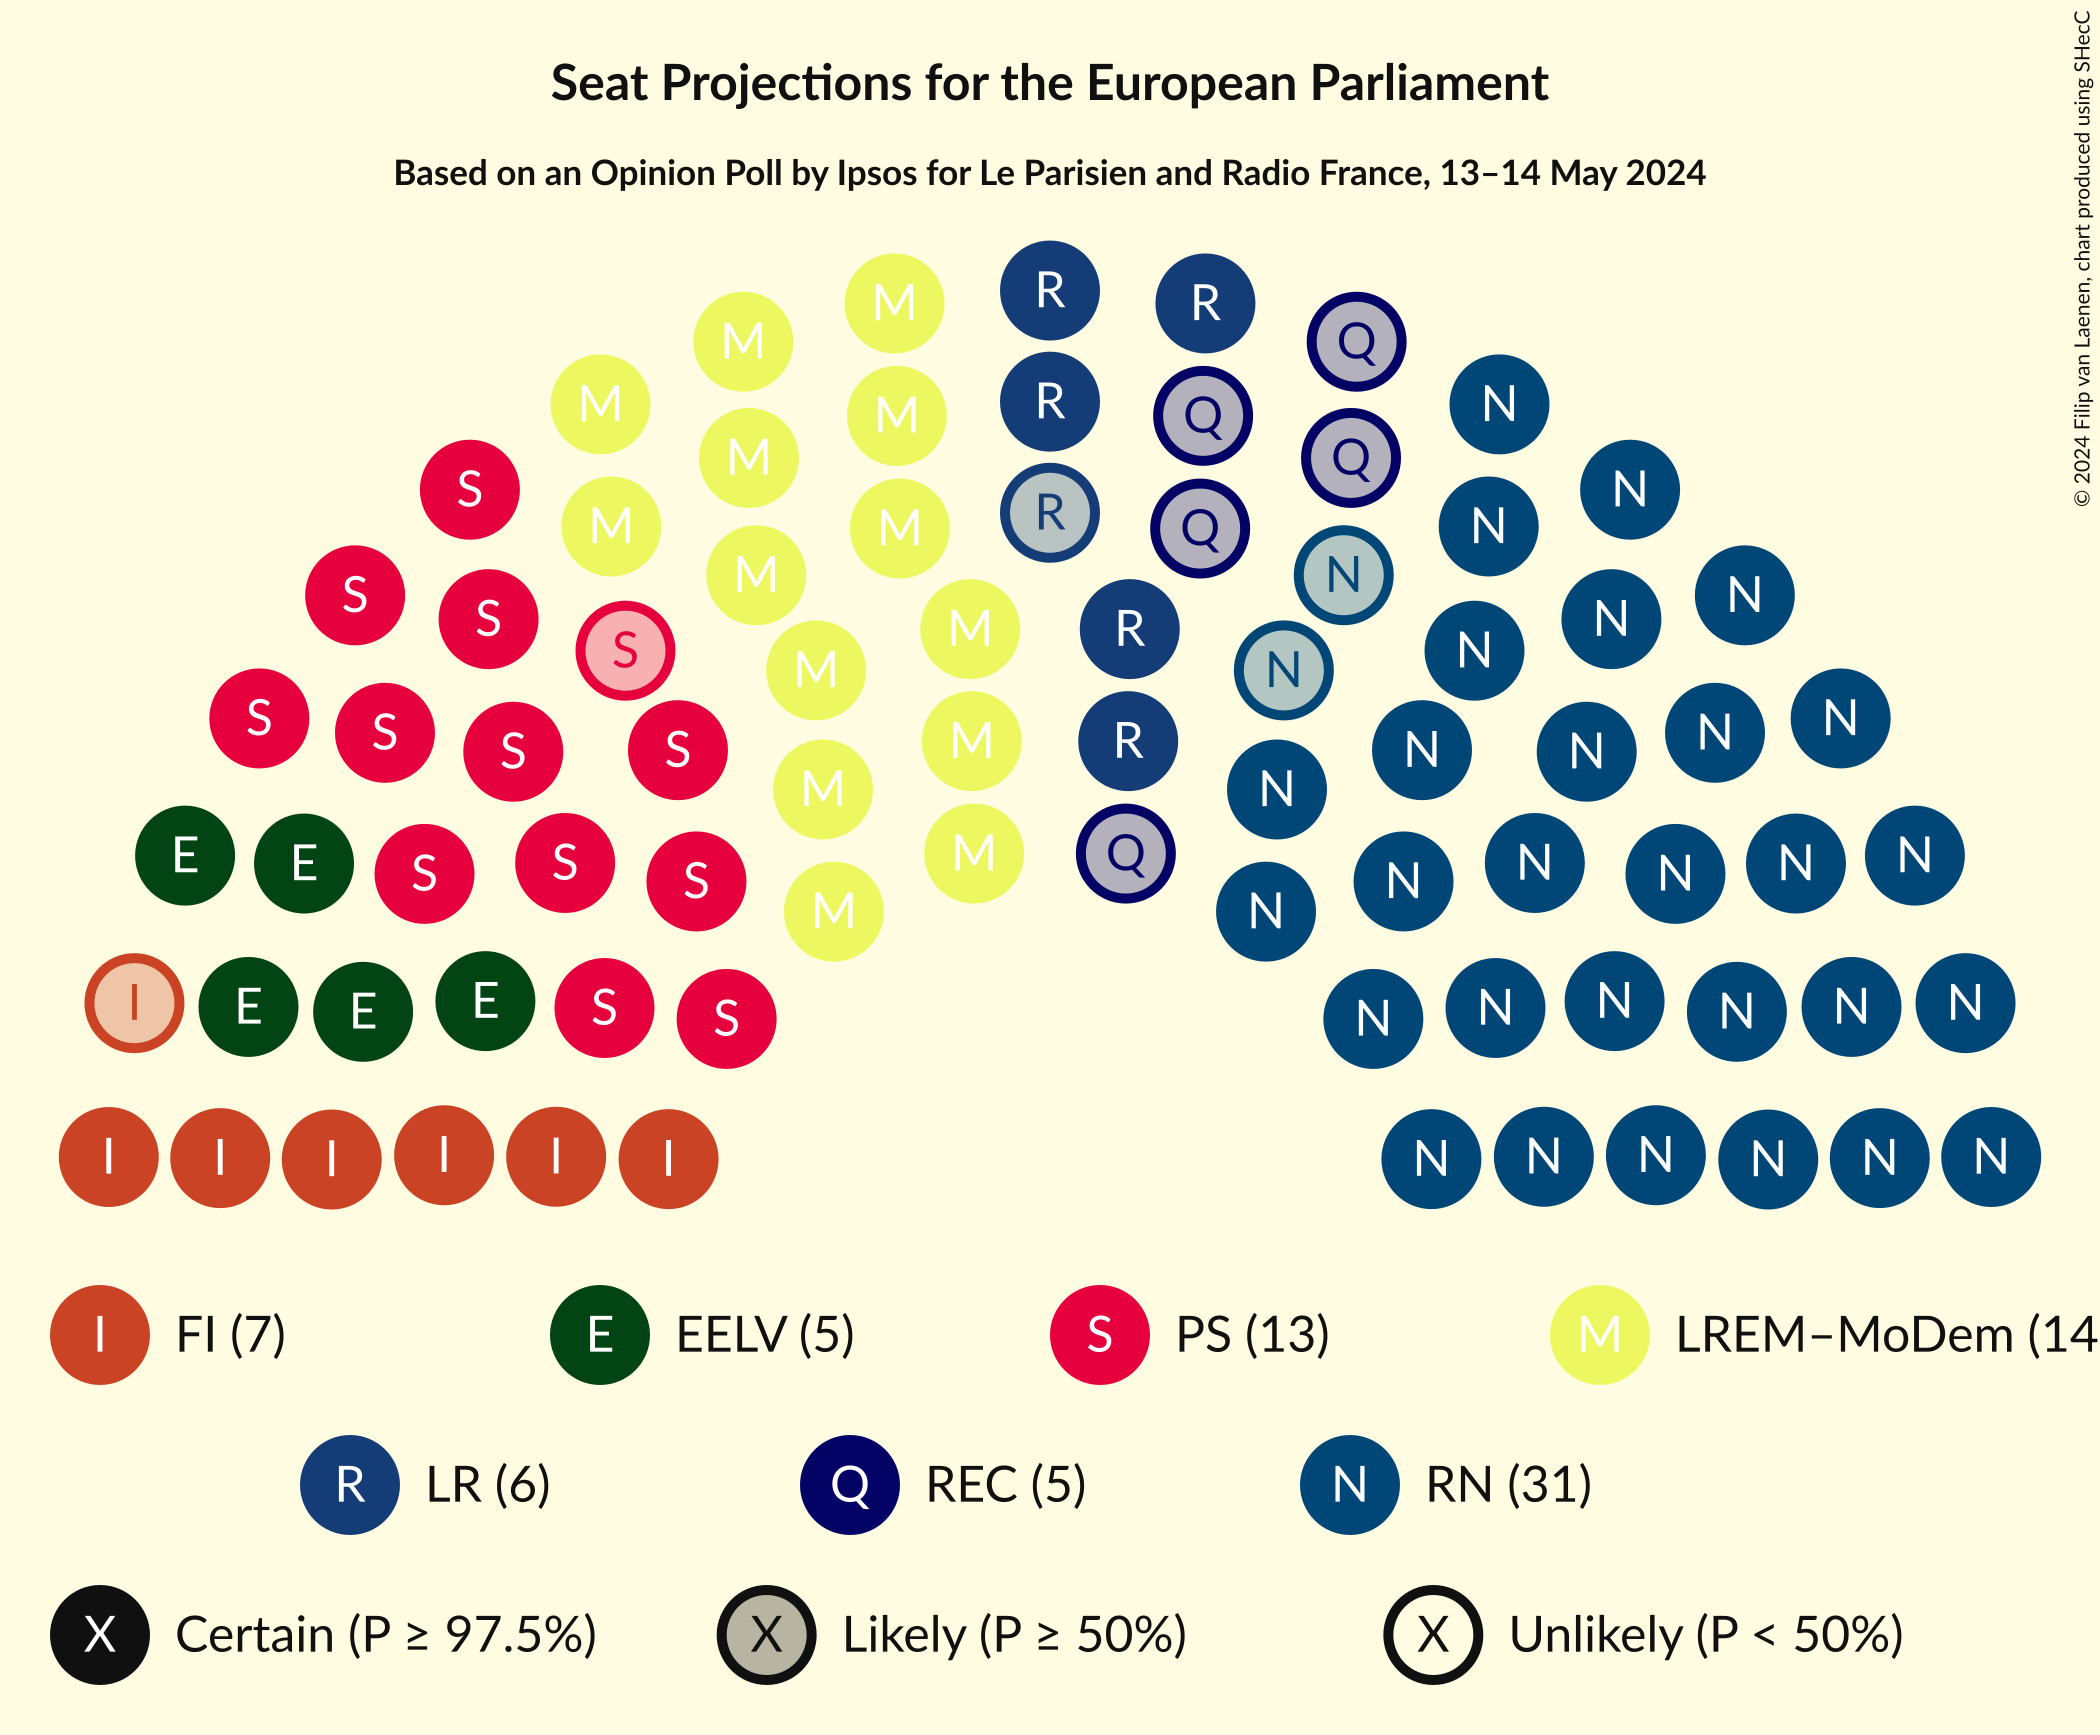 Seat Projections for the European Parliament
Based on an Opinion Poll by Ipsos for Le Parisien and Radio France, 13–14 May 2024
© 2024 Filip van Laenen, chart produced using SHecC
M R R Q
M M N
M R Q
S M M Q N
M M R Q N
S M N N
S S M R N N
S M N N
S S S S M R N N N N
M N
E E S S S M Q N N N N N
M N
I E E E S S N N N N N N
I I I I I I N N N N N N
I FI (7) E EELV (5) S PS (13) M LREM–MoDem (14
R LR (6) Q REC (5) N RN (31)
X Certain (P ≥ 97.5%) X Likely (P ≥ 50%) X Unlikely (P < 50%)